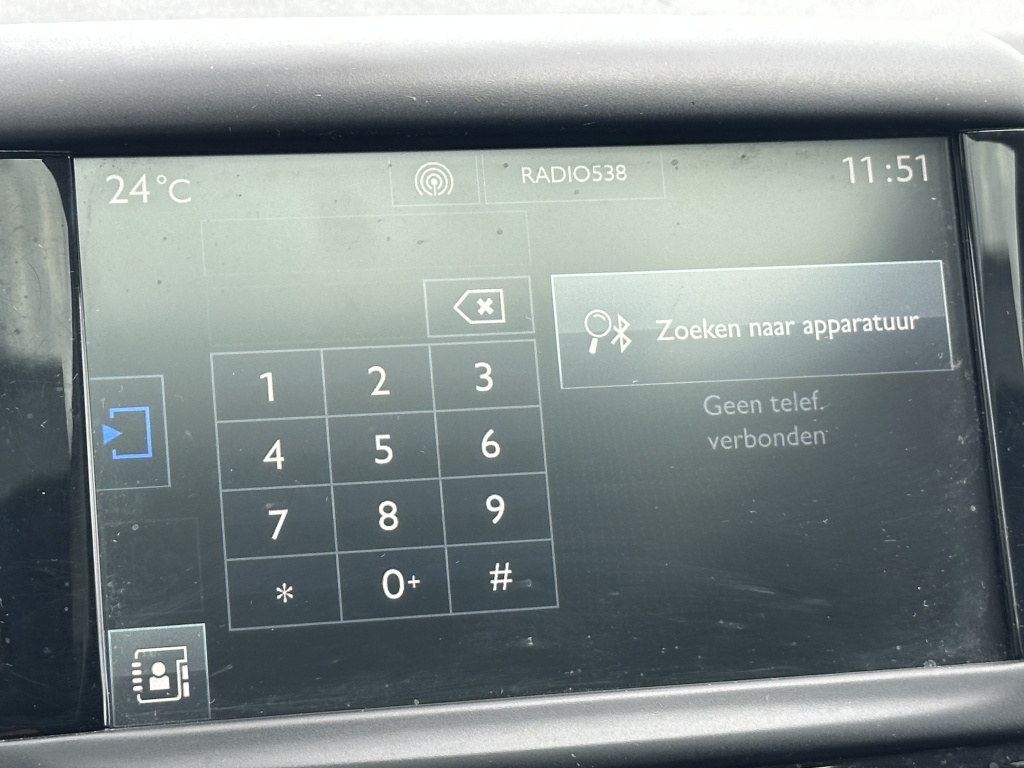 24°C
RADIO538
11:51
Zoeken naar apparatuur
Geen telef.
verbonden
1 2 3
4 5 6
7 8 9
* 0+ #